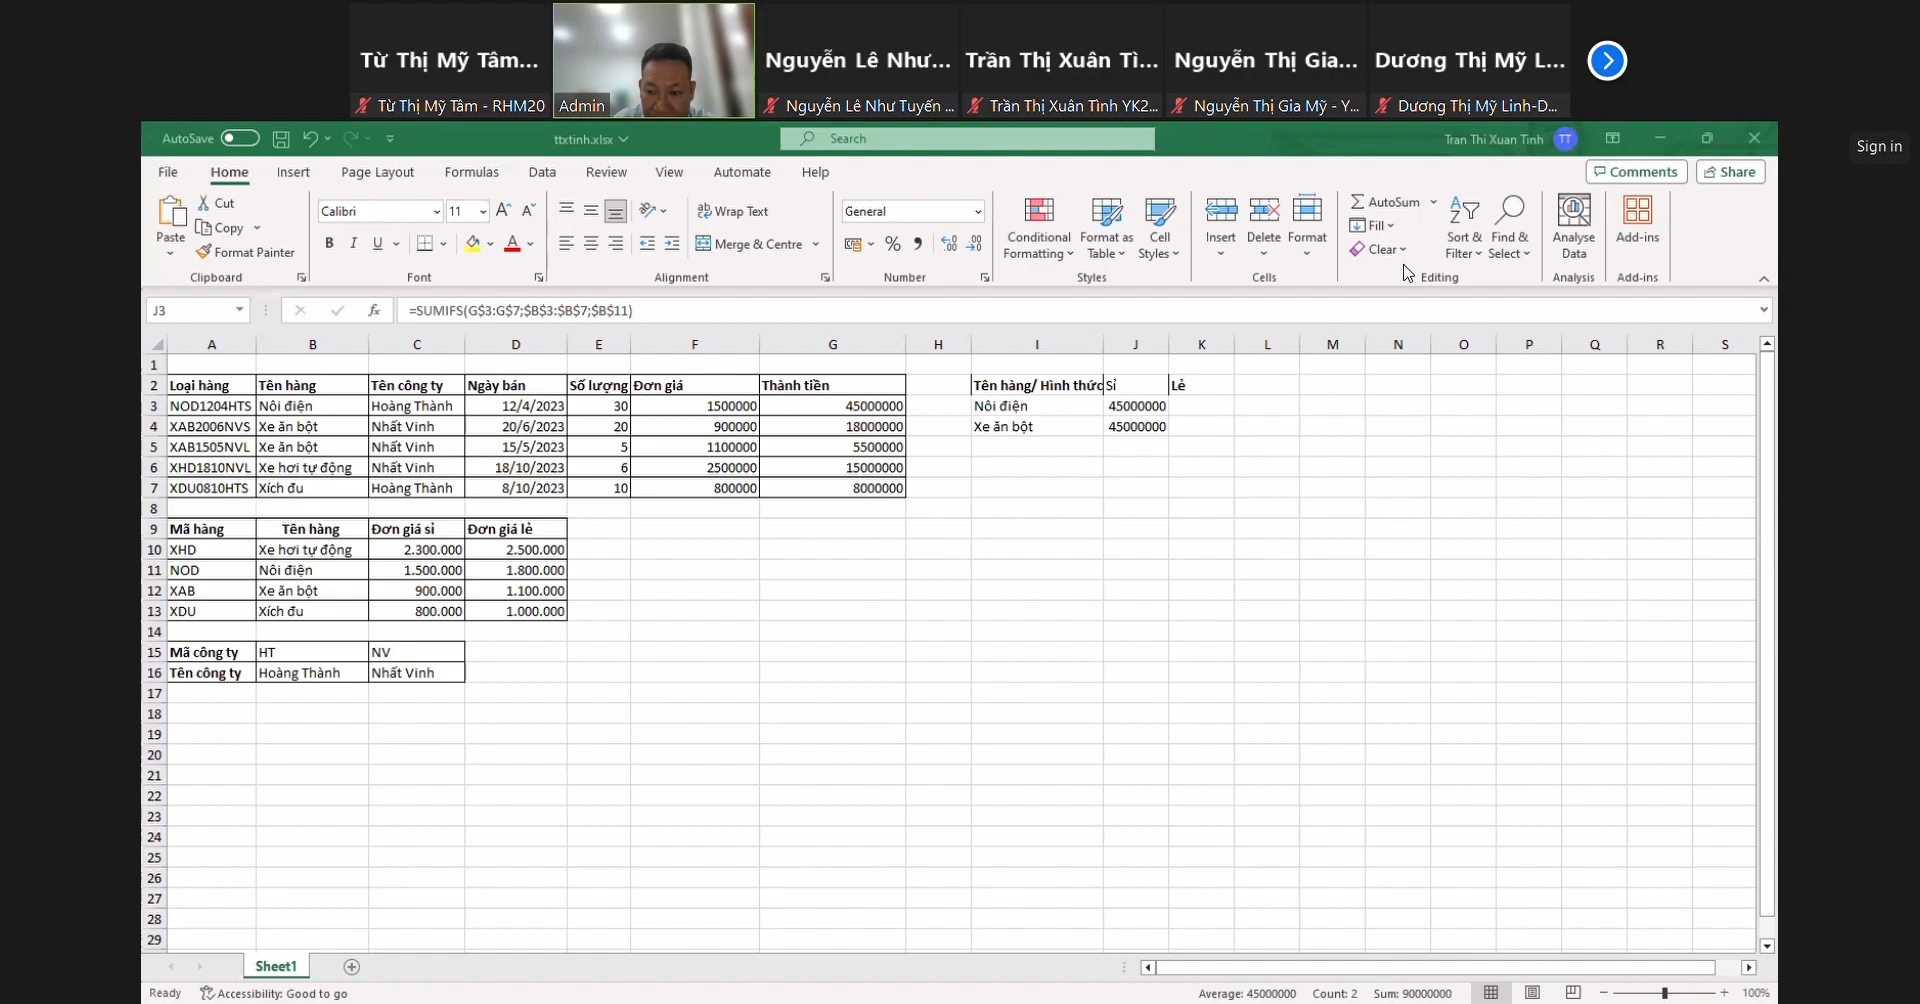 Từ Thị Mỹ Tâm...
Nguyễn Lê Như...
Trần Thị Xuân Tì...
Nguyễn Thị Gia...
Dương Thị Mỹ L...
Từ Thị Mỹ Tâm - RHM20
Admin
Nguyễn Lê Như Tuyến ...
Trần Thị Xuân Tình YK2...
Nguyễn Thị Gia Mỹ - Y...
Dương Thị Mỹ Linh-D...
Sign in
AutoSave
ttxtinh.xlsx
Search
Tran Thi Xuan Tinh
TT
File Home Insert Page Layout Formulas Data Review View Automate Help
Comments
Share
Paste
Cut
Copy
Format Painter
Clipboard
Calibri 11
B I U
Font
Wrap Text
Merge & Centre
Alignment
General
Number
Conditional Formatting
Format as Table
Cell Styles
Styles
Insert Delete Format
Cells
AutoSum
Fill
Clear
Sort & Filter
Find & Select
Editing
Analyse Data
Analysis
Add-ins
Add-ins
J3
fx =SUMIFS(G$3:G$7;$B$3:$B$7;$B$11)
A B C D E F G H I J K L M N O P Q R S
1
2 Loại hàng Tên hàng Tên công ty Ngày bán Số lượng Đơn giá Thành tiền Tên hàng/ Hình thức Sỉ Lẻ
3 NOD1204HTS Nôi điện Hoàng Thành 12/4/2023 30 1500000 45000000 Nôi điện 45000000
4 XAB2006NVS Xe ăn bột Nhất Vinh 20/6/2023 20 900000 18000000 Xe ăn bột 45000000
5 XAB1505NVL Xe ăn bột Nhất Vinh 15/5/2023 5 1100000 5500000
6 XHD1810NVL Xe hơi tự động Nhất Vinh 18/10/2023 6 2500000 15000000
7 XDU0810HTS Xích đu Hoàng Thành 8/10/2023 10 800000 8000000
8
9 Mã hàng Tên hàng Đơn giá sỉ Đơn giá lẻ
10 XHD Xe hơi tự động 2.300.000 2.500.000
11 NOD Nôi điện 1.500.000 1.800.000
12 XAB Xe ăn bột 900.000 1.100.000
13 XDU Xích đu 800.000 1.000.000
14
15 Mã công ty HT NV
16 Tên công ty Hoàng Thành Nhất Vinh
17
18
19
20
21
22
23
24
25
26
27
28
29
Sheet1
Ready
Accessibility: Good to go
Average: 45000000 Count: 2 Sum: 90000000
100%